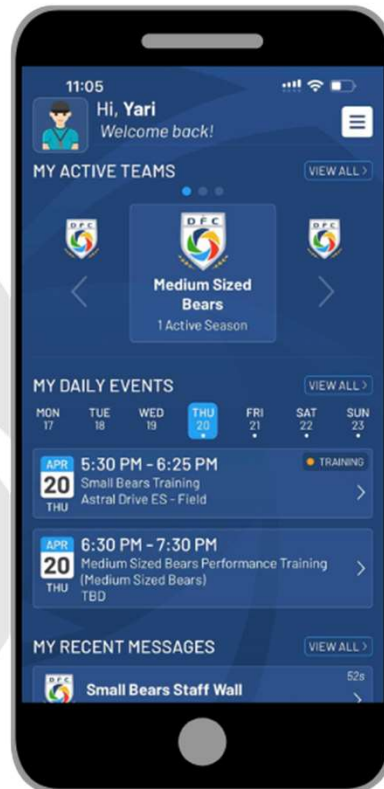 11:05
Hi, Yari
Welcome back!
MY ACTIVE TEAMS
VIEW ALL >
DFC
DFC
DFC
Medium Sized
Bears
1 Active Season
MY DAILY EVENTS
VIEW ALL >
MON TUE WED THU FRI SAT SUN
17 18 19 20 21 22 23
APR
20
THU
5:30 PM - 6:25 PM
TRAINING
Small Bears Training
Astral Drive ES - Field
APR
20
THU
6:30 PM - 7:30 PM
Medium Sized Bears Performance Training
(Medium Sized Bears)
TBD
MY RECENT MESSAGES
VIEW ALL >
DFC
Small Bears Staff Wall
52s